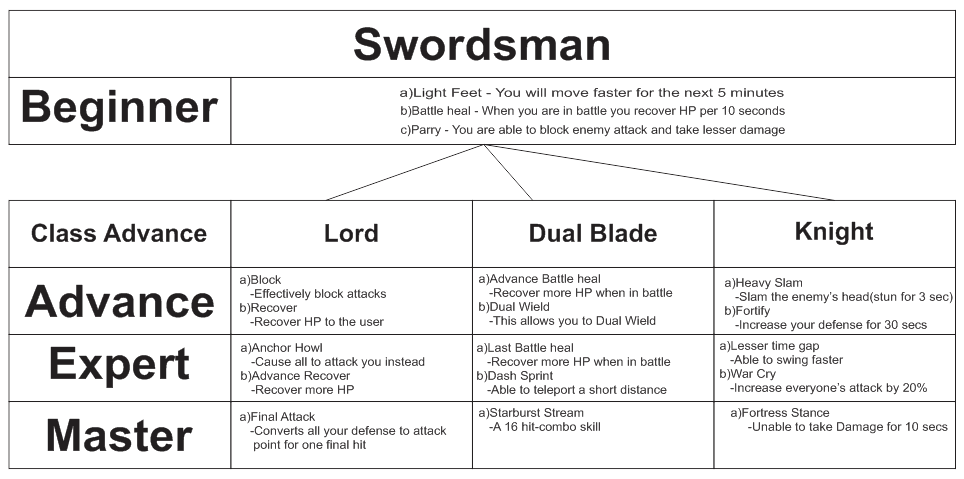 Swordsman
Beginner
a)Light Feet - You will move faster for the next 5 minutes
b)Battle heal - When you are in battle you recover HP per 10 seconds
c)Parry - You are able to block enemy attack and take lesser damage
Class Advance
Lord
Dual Blade
Knight
Advance
a)Block
-Effectively block attacks
b)Recover
-Recover HP to the user
a)Advance Battle heal
-Recover more HP when in battle
b)Dual Wield
-This allows you to Dual Wield
a)Heavy Slam
-Slam the enemy's head(stun for 3 sec)
b)Fortify
-Increase your defense for 30 secs
Expert
a)Anchor Howl
-Cause all to attack you instead
b)Advance Recover
-Recover more HP
a)Last Battle heal
-Recover more HP when in battle
b)Dash Sprint
-Able to teleport a short distance
a)Lesser time gap
-Able to swing faster
b)War Cry
-Increase everyone's attack by 20%
Master
a)Final Attack
-Converts all your defense to attack
point for one final hit
a)Starburst Stream
-A 16 hit-combo skill
a)Fortress Stance
-Unable to take Damage for 10 secs